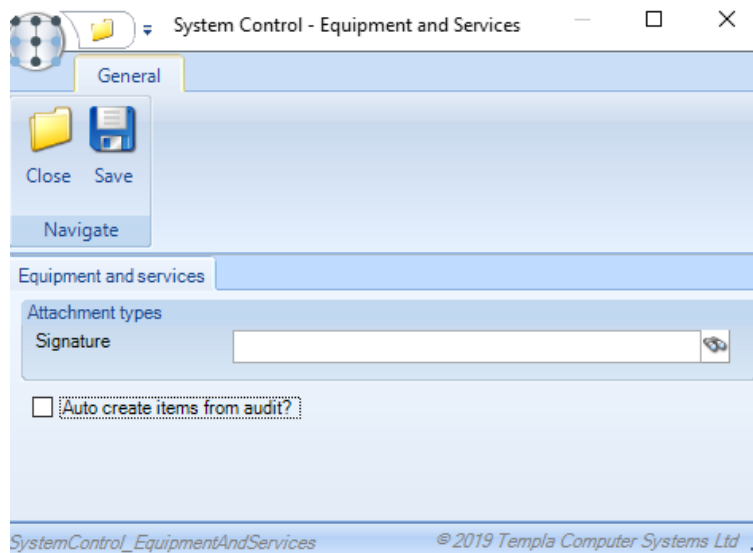 System Control - Equipment and Services
General
Close Save
Navigate
Equipment and services
Attachment types
Signature
Auto create items from audit?
SystemControl_EquipmentAndServices © 2019 Templa Computer Systems Ltd